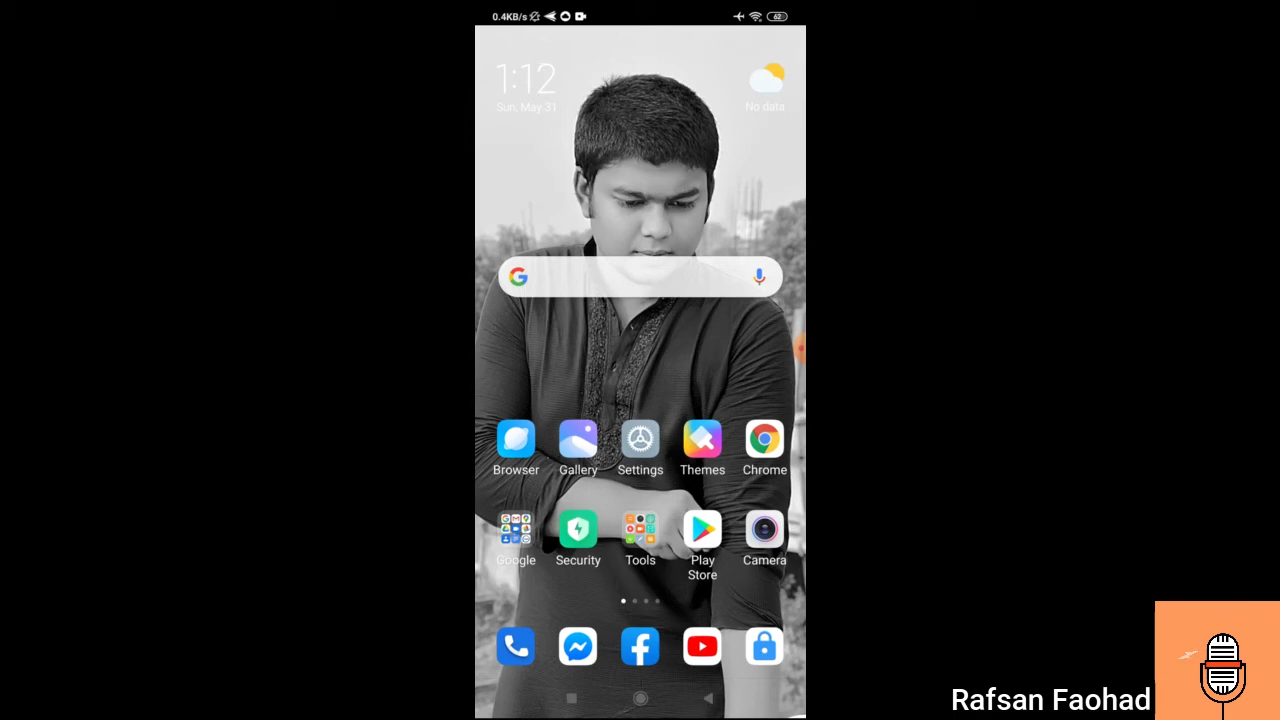 0.4KB/s
62
1:12
Sun, May 31
No data
Browser
Gallery
Settings
Themes
Chrome
Google
Security
Tools
Play
Store
Camera
Rafsan Faohad